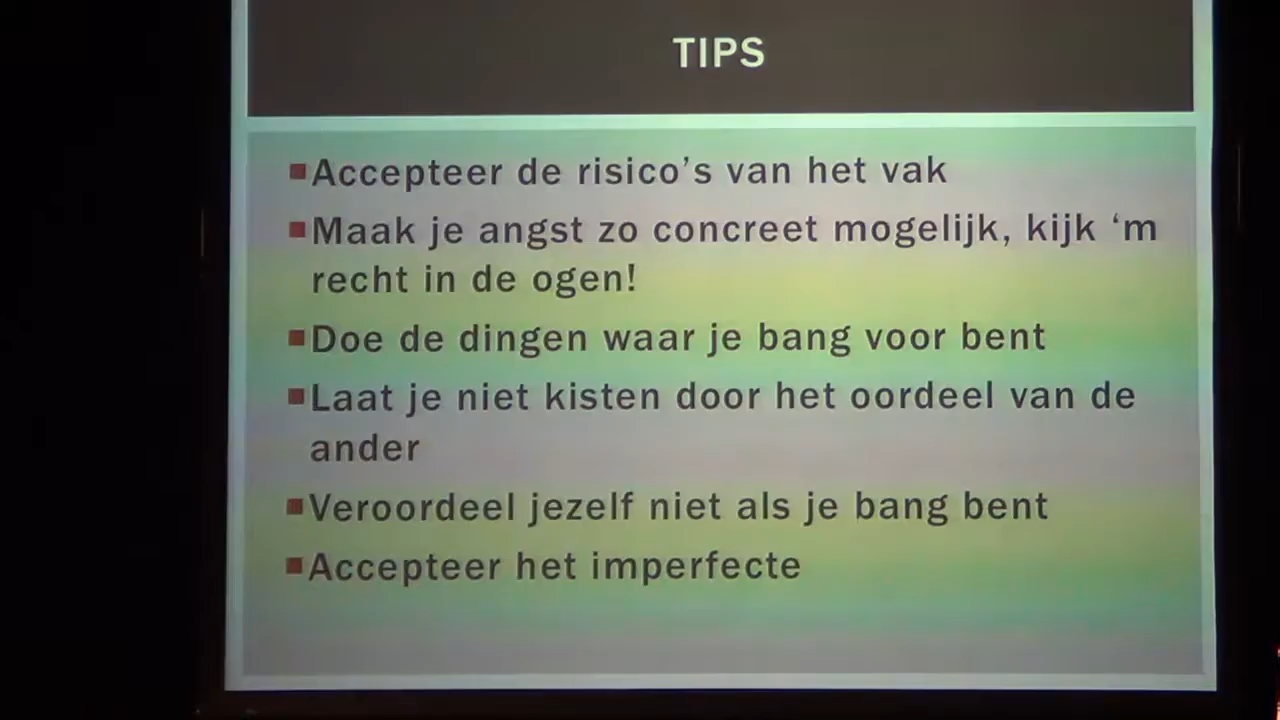 TIPS
Accepteer de risico’s van het vak
Maak je angst zo concreet mogelijk, kijk ‘m
recht in de ogen!
Doe de dingen waar je bang voor bent
Laat je niet kisten door het oordeel van de
ander
Veroordeel jezelf niet als je bang bent
Accepteer het imperfecte